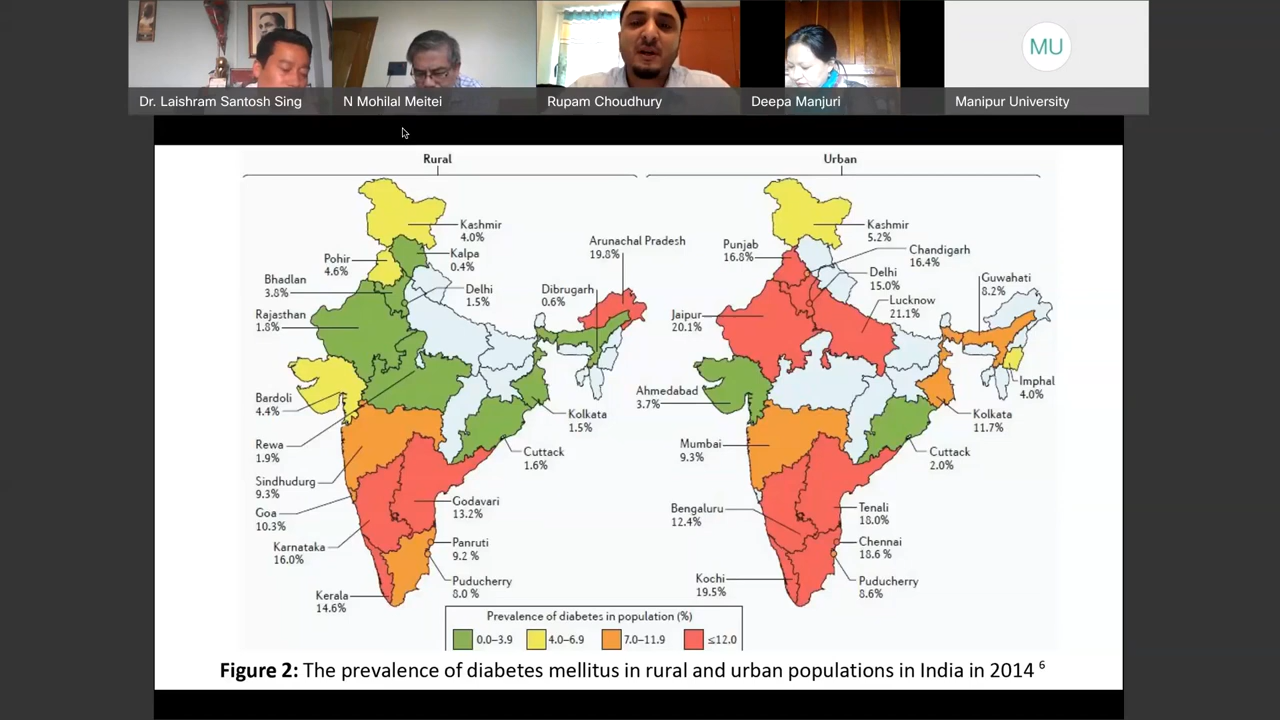 MU
Dr. Laishram Santosh Sing
N Mohilal Meitei
Rupam Choudhury
Deepa Manjuri
Manipur University
Rural
Kashmir
4.0%
Kalpa
0.4%
Pohir
4.6%
Bhadlan
3.8%
Delhi
1.5%
Rajasthan
1.8%
Arunachal Pradesh
19.8%
Dibrugarh
0.6%
Bardoli
4.4%
Kolkata
1.5%
Rewa
1.9%
Cuttack
1.6%
Sindhudurg
9.3%
Goa
10.3%
Godavari
13.2%
Karnataka
16.0%
Panruti
9.2 %
Puducherry
8.0 %
Kerala
14.6%
Urban
Kashmir
5.2%
Punjab
16.8%
Chandigarh
16.4%
Delhi
15.0%
Guwahati
8.2%
Lucknow
21.1%
Jaipur
20.1%
Imphal
4.0%
Ahmedabad
3.7%
Kolkata
11.7%
Mumbai
9.3%
Cuttack
2.0%
Bengaluru
12.4%
Tenali
18.0%
Chennai
18.6 %
Kochi
19.5%
Puducherry
8.6%
Prevalence of diabetes in population (%)
0.0–3.9 4.0–6.9 7.0–11.9 ≤12.0
Figure 2: The prevalence of diabetes mellitus in rural and urban populations in India in 2014 6